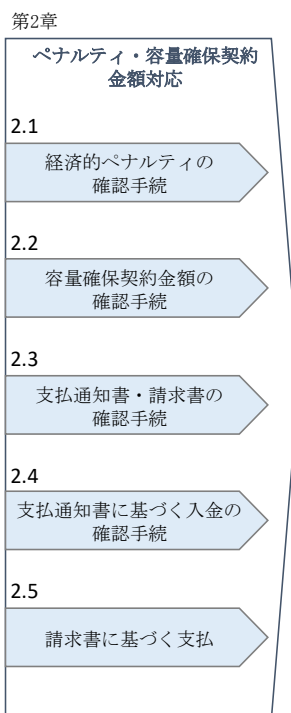 第2章
ペナルティ・容量確保契約
金額対応
2.1
経済的ペナルティの
確認手続
2.2
容量確保契約金額の
確認手続
2.3
支払通知書・請求書の
確認手続
2.4
支払通知書に基づく入金の
確認手続
2.5
請求書に基づく支払